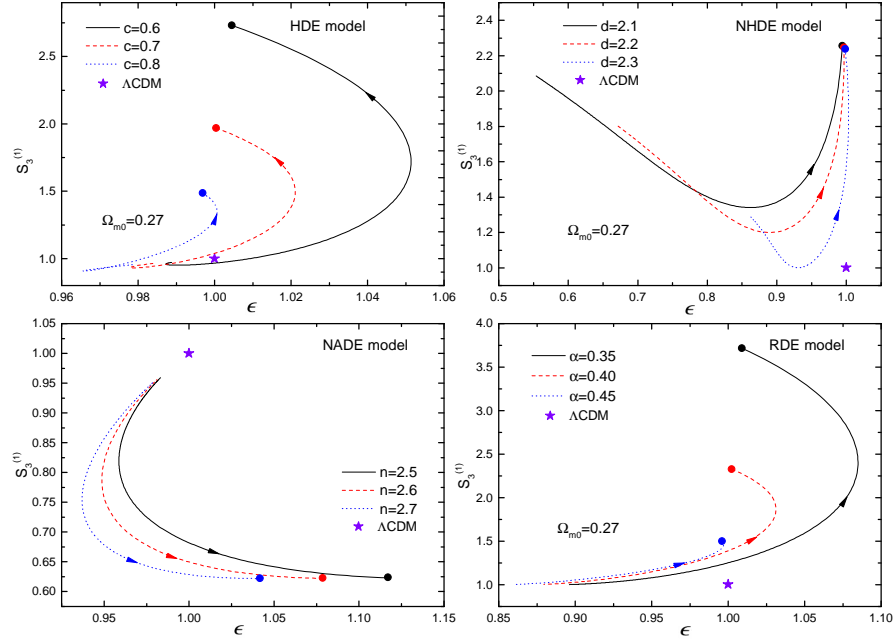 HDE model
c=0.6
c=0.7
c=0.8
ΛCDM
Ω_m0=0.27
S_3^(1)
3.0
2.5
2.0
1.5
1.0
0.96 0.98 1.00 1.02 1.04 1.06
ϵ
NHDE model
d=2.1
d=2.2
d=2.3
ΛCDM
Ω_m0=0.27
S_3^(1)
2.4
2.2
2.0
1.8
1.6
1.4
1.2
1.0
0.5 0.6 0.7 0.8 0.9 1.0
ϵ
NADE model
n=2.5
n=2.6
n=2.7
ΛCDM
S_3^(1)
1.05
1.00
0.95
0.90
0.85
0.80
0.75
0.70
0.65
0.60
0.95 1.00 1.05 1.10 1.15
ϵ
RDE model
α=0.35
α=0.40
α=0.45
ΛCDM
Ω_m0=0.27
S_3^(1)
4.0
3.5
3.0
2.5
2.0
1.5
1.0
0.85 0.90 0.95 1.00 1.05 1.10
ϵ